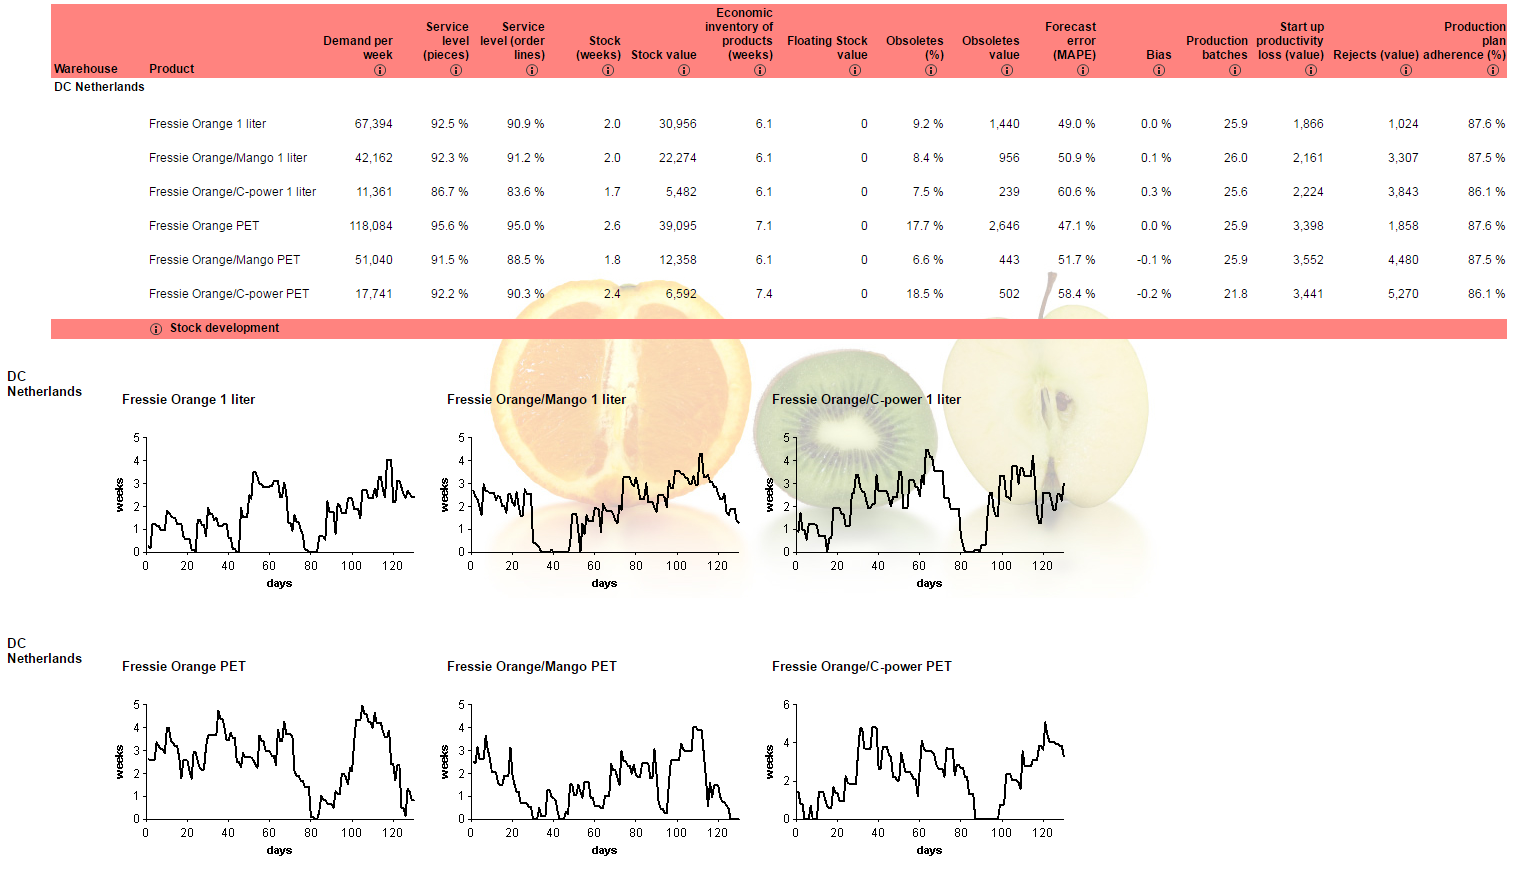 Warehouse Product Demand per week Service level (pieces) Service level (order lines) Stock (weeks) Stock value Economic inventory of products (weeks) Floating Stock value Obsoletes (%) Obsoletes value Forecast error (MAPE) Bias Production batches Start up productivity loss (value) Rejects (value) Production plan adherence (%)
DC Netherlands
Fressie Orange 1 liter 67,394 92.5 % 90.9 % 2.0 30,956 6.1 0 9.2 % 1,440 49.0 % 0.0 % 25.9 1,866 1,024 87.6 %
Fressie Orange/Mango 1 liter 42,162 92.3 % 91.2 % 2.0 22,274 6.1 0 8.4 % 956 50.9 % 0.1 % 26.0 2,161 3,307 87.5 %
Fressie Orange/C-power 1 liter 11,361 86.7 % 83.6 % 1.7 5,482 6.1 0 7.5 % 239 60.6 % 0.3 % 25.6 2,224 3,843 86.1 %
Fressie Orange PET 118,084 95.6 % 95.0 % 2.6 39,095 7.1 0 17.7 % 2,646 47.1 % 0.0 % 25.9 3,398 1,858 87.6 %
Fressie Orange/Mango PET 51,040 91.5 % 88.5 % 1.8 12,358 6.1 0 6.6 % 443 51.7 % -0.1 % 25.9 3,552 4,480 87.5 %
Fressie Orange/C-power PET 17,741 92.2 % 90.3 % 2.4 6,592 7.4 0 18.5 % 502 58.4 % -0.2 % 21.8 3,441 5,270 86.1 %
Stock development
DC
Netherlands
Fressie Orange 1 liter
5
4
3
2
1
0
weeks
0 20 40 60 80 100 120
days
Fressie Orange/Mango 1 liter
5
4
3
2
1
0
weeks
0 20 40 60 80 100 120
days
Fressie Orange/C-power 1 liter
5
4
3
2
1
0
weeks
0 20 40 60 80 100 120
days
DC
Netherlands
Fressie Orange PET
5
4
3
2
1
0
weeks
0 20 40 60 80 100 120
days
Fressie Orange/Mango PET
5
4
3
2
1
0
weeks
0 20 40 60 80 100 120
days
Fressie Orange/C-power PET
6
4
2
0
weeks
0 20 40 60 80 100 120
days